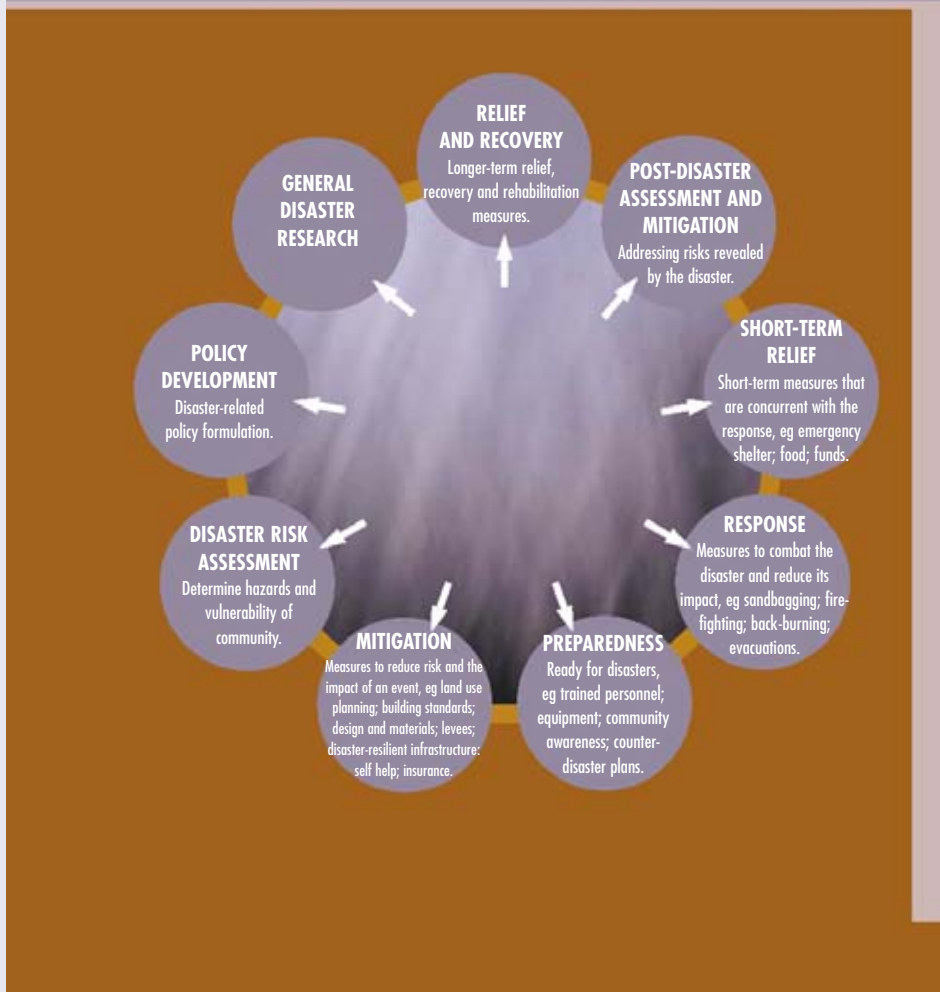 RELIEF
AND RECOVERY
Longer-term relief,
recovery and rehabilitation
measures.
POST-DISASTER
ASSESSMENT AND
MITIGATION
Addressing risks revealed
by the disaster.
SHORT-TERM
RELIEF
Short-term measures that
are concurrent with the
response, eg emergency
shelter; food; funds.
RESPONSE
Measures to combat the
disaster and reduce its
impact, eg sandbagging; fire-
fighting; back-burning;
evacuations.
PREPAREDNESS
Ready for disasters,
eg trained personnel;
equipment; community
awareness; counter-
disaster plans.
MITIGATION
Measures to reduce risk and the
impact of an event, eg land use
planning; building standards;
design and materials; levees;
disaster-resilient infrastructure:
self help; insurance.
DISASTER RISK
ASSESSMENT
Determine hazards and
vulnerability of
community.
POLICY
DEVELOPMENT
Disaster-related
policy formulation.
GENERAL
DISASTER
RESEARCH